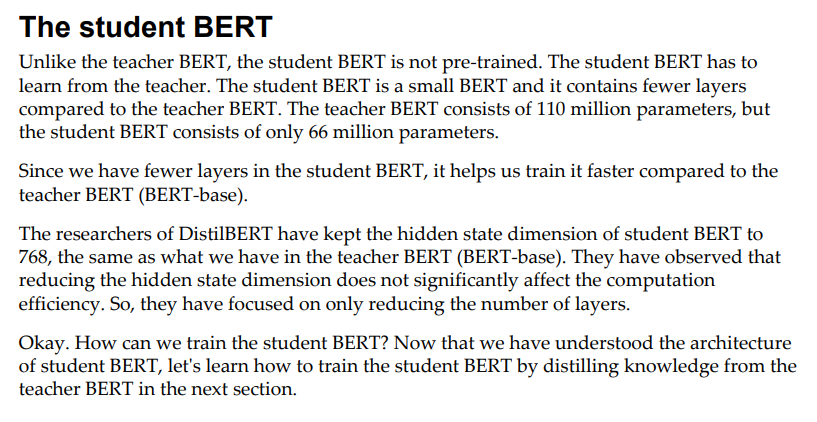 The student BERT
Unlike the teacher BERT, the student BERT is not pre-trained. The student BERT has to
learn from the teacher. The student BERT is a small BERT and it contains fewer layers
compared to the teacher BERT. The teacher BERT consists of 110 million parameters, but
the student BERT consists of only 66 million parameters.
Since we have fewer layers in the student BERT, it helps us train it faster compared to the
teacher BERT (BERT-base).
The researchers of DistilBERT have kept the hidden state dimension of student BERT to
768, the same as what we have in the teacher BERT (BERT-base). They have observed that
reducing the hidden state dimension does not significantly affect the computation
efficiency. So, they have focused on only reducing the number of layers.
Okay. How can we train the student BERT? Now that we have understood the architecture
of student BERT, let's learn how to train the student BERT by distilling knowledge from the
teacher BERT in the next section.